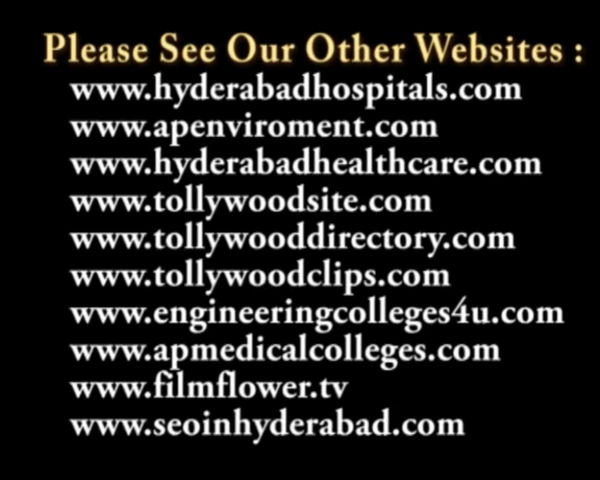 Please See Our Other Websites :
www.hyderabadhospitals.com
www.apenviroment.com
www.hyderabadhealthcare.com
www.tollywoodsite.com
www.tollywooddirectory.com
www.tollywoodclips.com
www.engineeringcolleges4u.com
www.apmedicalcolleges.com
www.filmflower.tv
www.seoinhyderabad.com